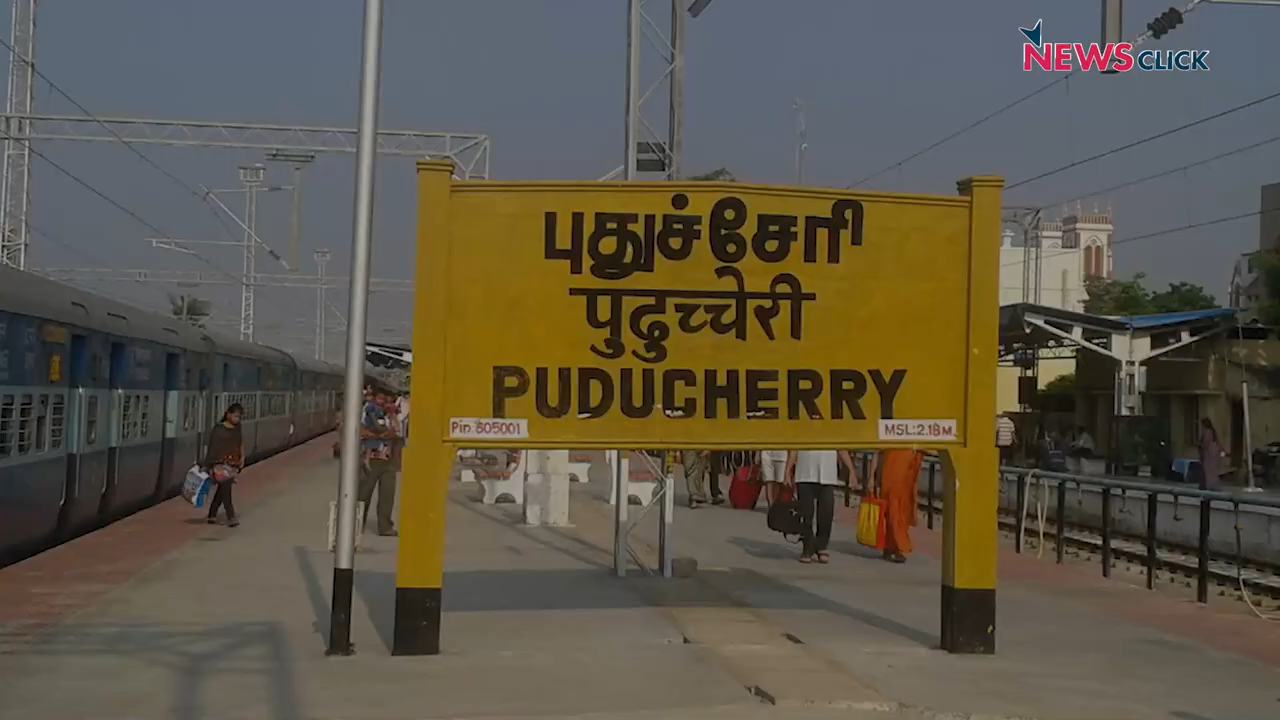 NEWSCLICK
புதுச்சேரி
पुढुच्चेरी
PUDUCHERRY
Pin.605001
MSL:2.18M.